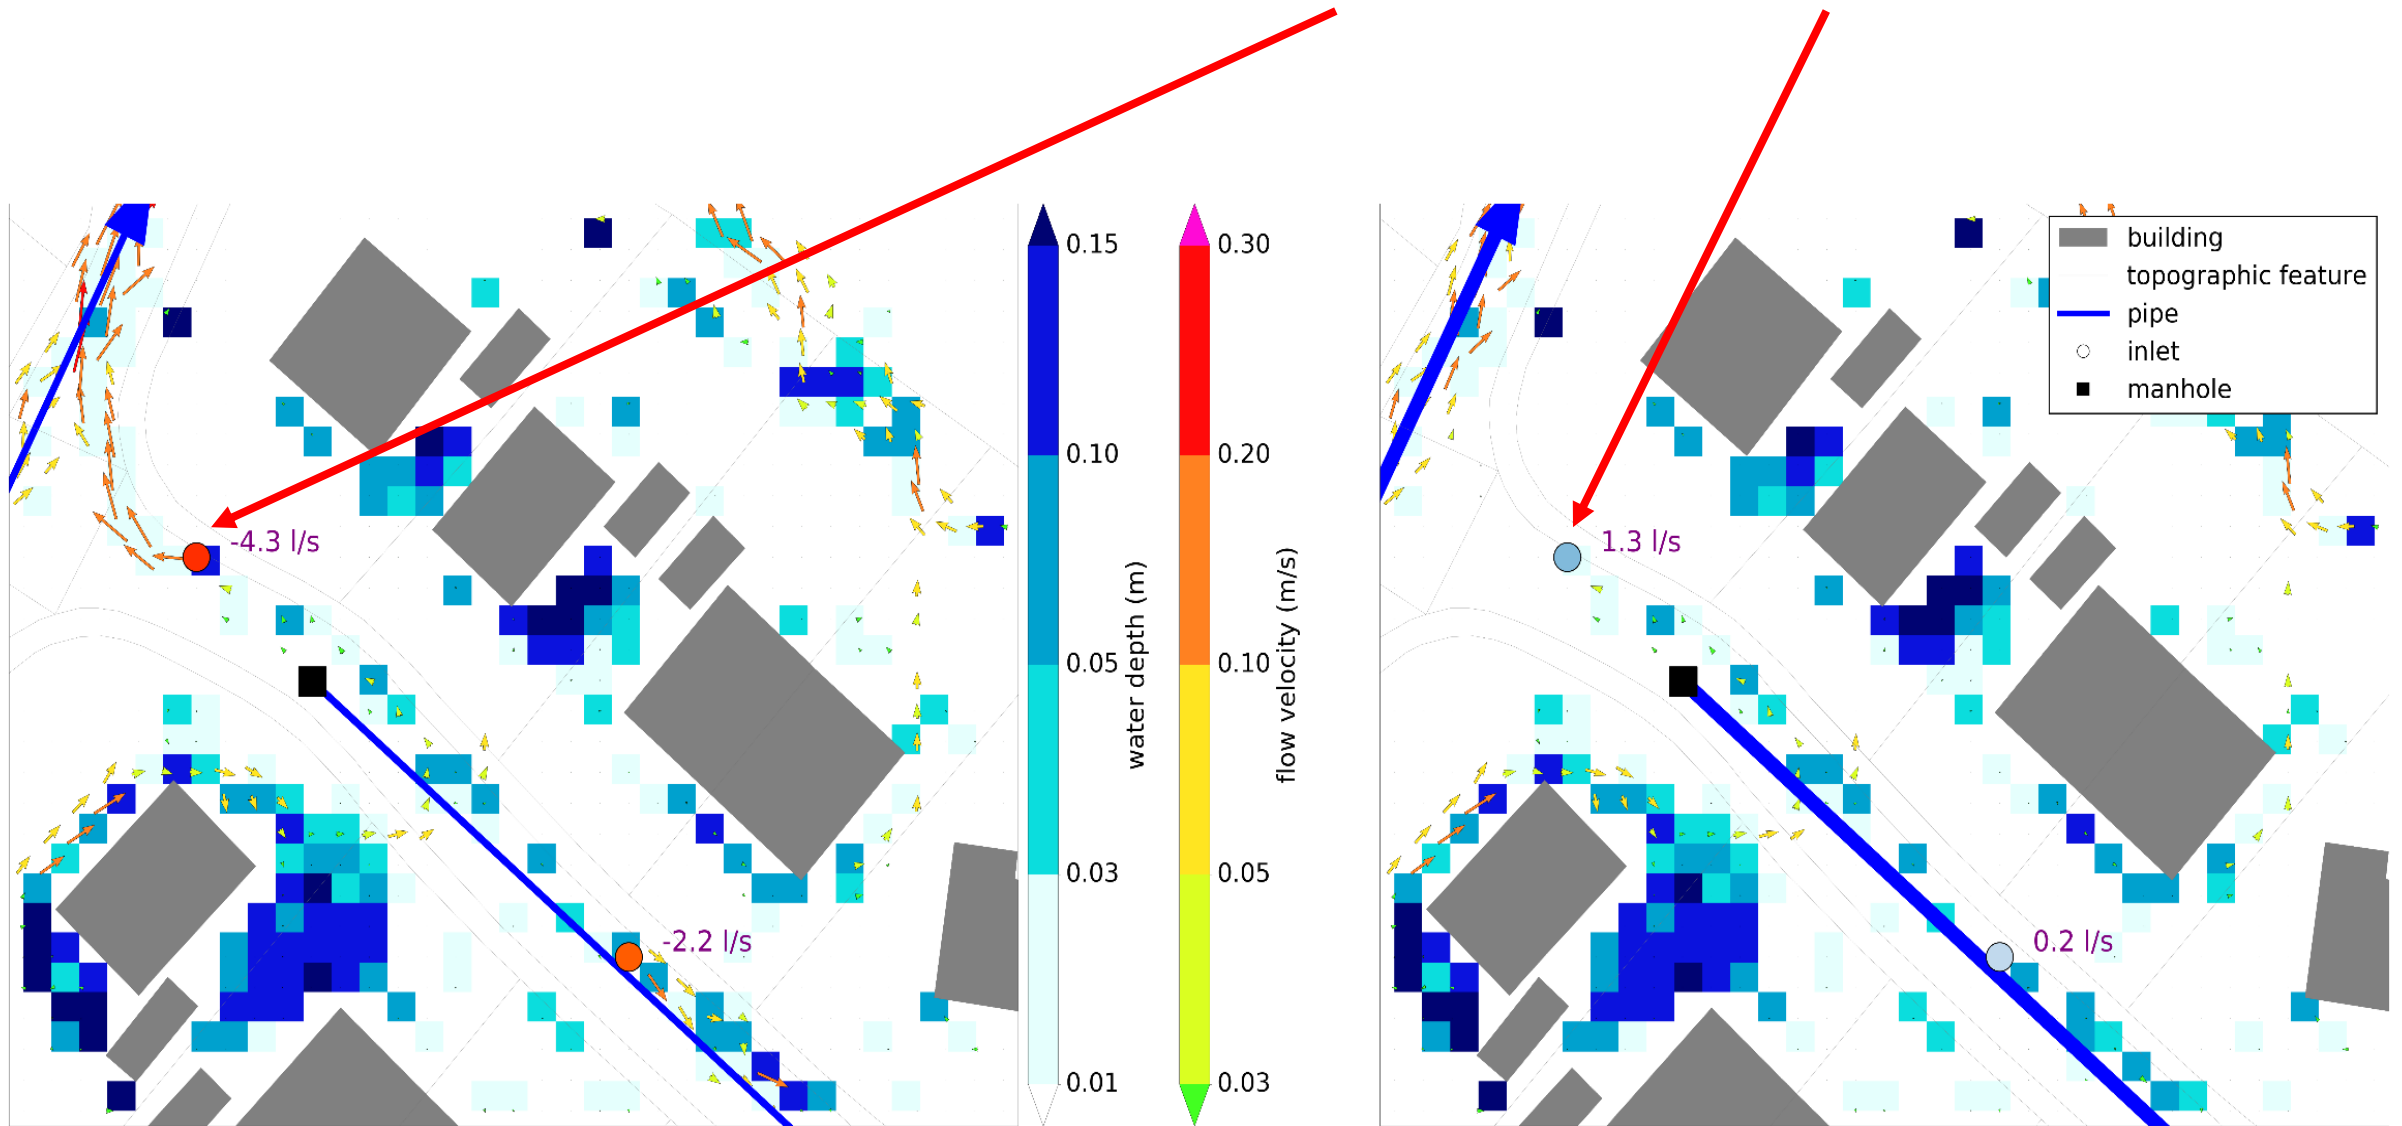 -4.3 l/s
-2.2 l/s
0.15
0.10
0.05
0.03
0.01
water depth (m)
0.30
0.20
0.10
0.05
0.03
flow velocity (m/s)
building
topographic feature
pipe
inlet
manhole
1.3 l/s
0.2 l/s